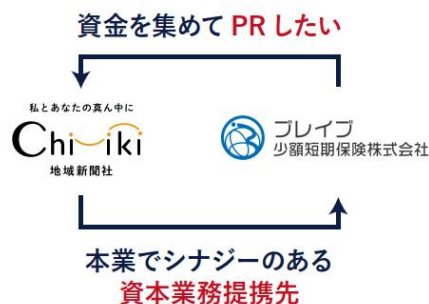 資金を集めて PR したい
私とあなたの真ん中に
Chiiki
地域新聞社
ブレイブ
少額短期保険株式会社
本業でシナジーのある
資本業務提携先